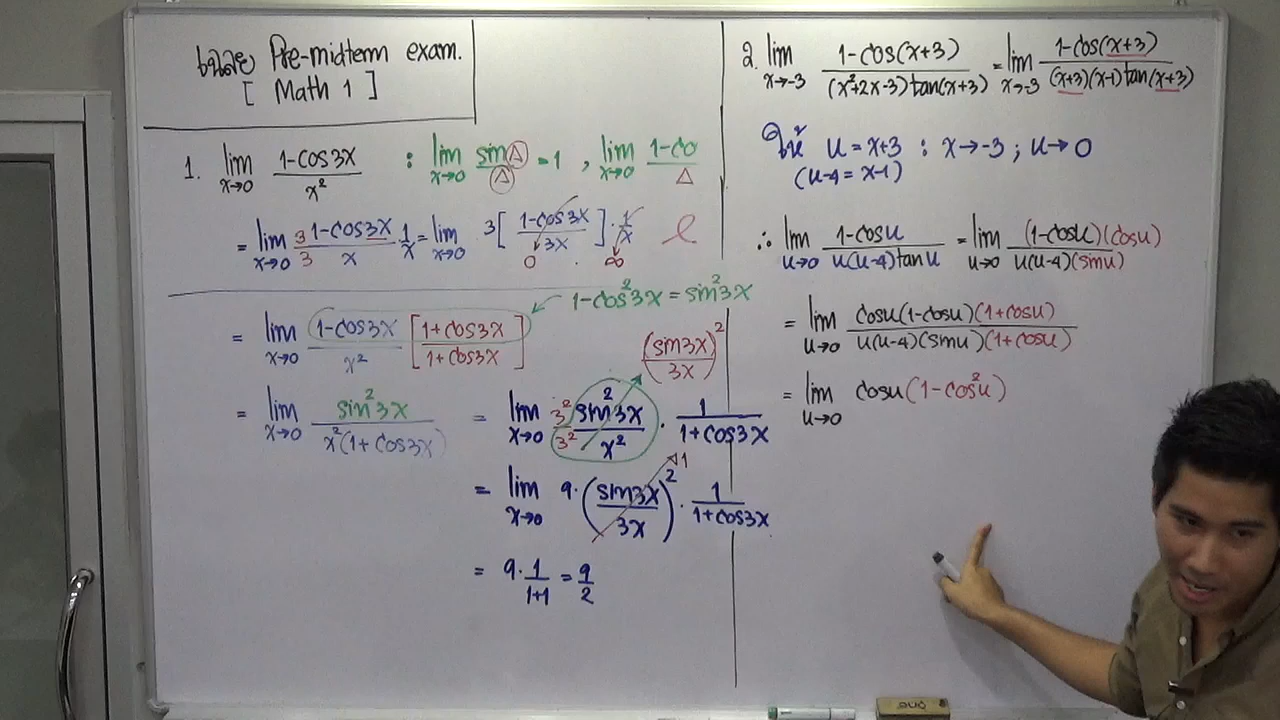 เฉลย Pre-midterm exam.
[ Math 1 ]
1. lim x→0 (1-cos3x)/x² : lim x→0 sin△/△ = 1 , lim x→0 (1-co)/△
= lim x→0 3/3 (1-cos3x)/x · 1/x = lim x→0 3[(1-cos3x)/3x] · 1/x
0 ∞
= lim x→0 (1-cos3x)/x² [(1+cos3x)/(1+cos3x)] ← 1-cos²3x = sin²3x
= lim x→0 sin²3x/(x²(1+cos3x)) = lim x→0 3²/3² sin²3x/x² · 1/(1+cos3x)
(sin3x/3x)²
= lim x→0 9·(sin3x/3x)² · 1/(1+cos3x)
1
= 9·1/(1+1) = 9/2
2. lim x→-3 (1-cos(x+3))/((x²+2x-3)tan(x+3)) = lim x→-3 (1-cos(x+3))/((x+3)(x-1)tan(x+3))
ให้ u = x+3 : x→-3 ; u→0
(u-4 = x-1)
∴ lim u→0 (1-cosu)/(u(u-4)tanu) = lim u→0 (1-cosu)(cosu)/(u(u-4)(sinu))
= lim u→0 cosu(1-cosu)(1+cosu)/(u(u-4)(sinu)(1+cosu))
= lim u→0 cosu(1-cos²u)